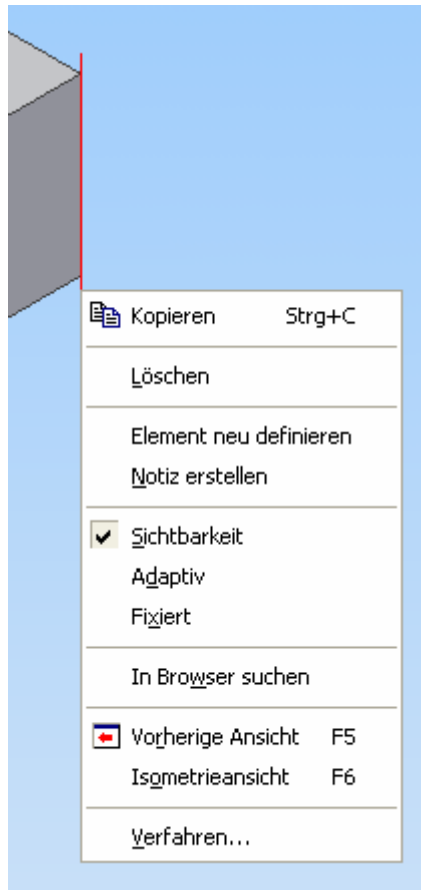 Kopieren Strg+C
Löschen
Element neu definieren
Notiz erstellen
Sichtbarkeit
Adaptiv
Fixiert
In Browser suchen
Vorherige Ansicht F5
Isometrieansicht F6
Verfahren...